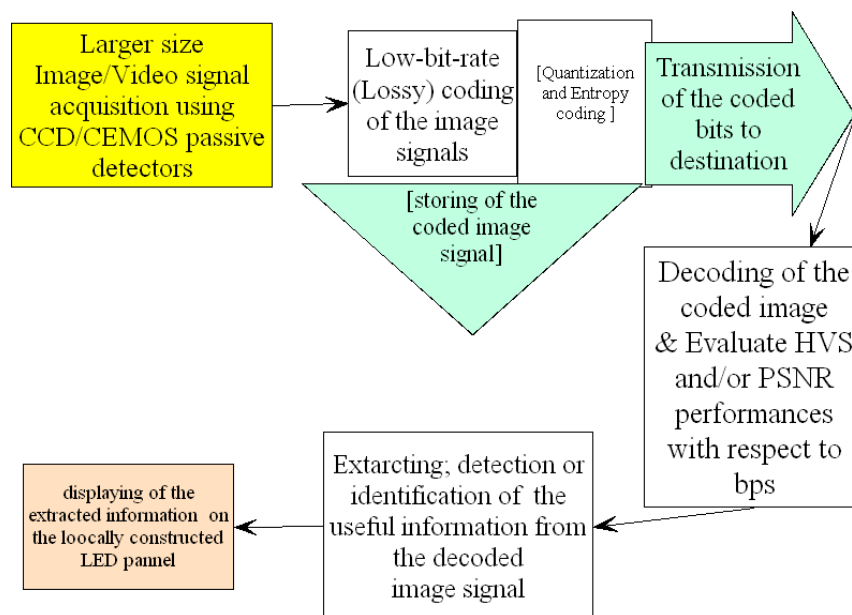 Larger size
Image/Video signal
acquisition using
CCD/CEMOS passive
detectors
Low-bit-rate
(Lossy) coding
of the image
signals
[Quantization
and Entropy
coding ]
Transmission
of the coded
bits to
destination
[storing of the
coded image
signal]
Decoding of the
coded image
& Evaluate HVS
and/or PSNR
performances
with respect to
bps
Extarcting; detection or
identification of the
useful information from
the decoded
image signal
displaying of the
extracted information on
the loocally constructed
LED pannel